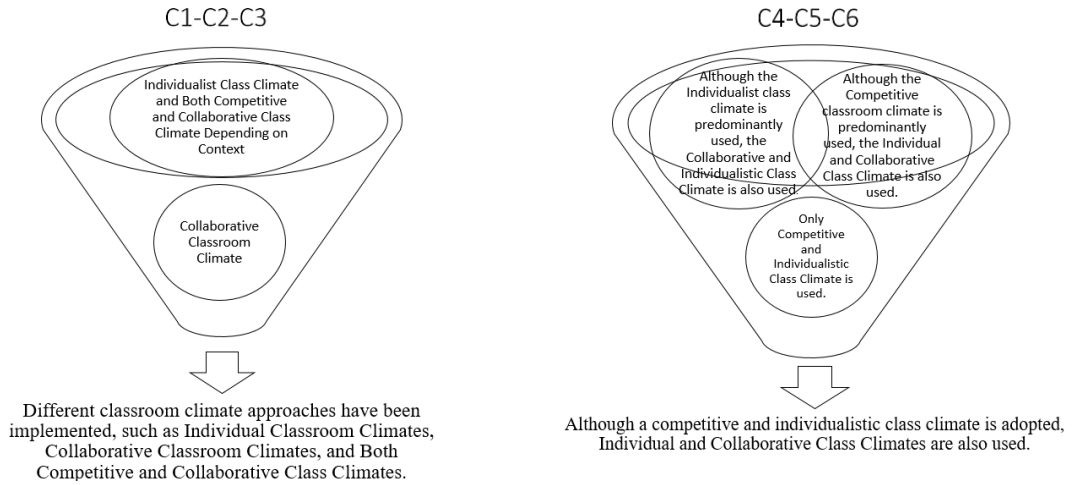 C1-C2-C3
Individualist Class Climate
and Both Competitive
and Collaborative Class
Climate Depending on
Context
Collaborative
Classroom
Climate
Different classroom climate approaches have been
implemented, such as Individual Classroom Climates,
Collaborative Classroom Climates, and Both
Competitive and Collaborative Class Climates.
C4-C5-C6
Although the
Individualist class
climate is
predominantly
used, the
Collaborative and
Individualistic Class
Climate is also used.
Although the
Competitive
classroom climate is
predominantly
used, the Individual
and Collaborative
Class Climate is also
used.
Only
Competitive
and
Individualistic
Class Climate is
used.
Although a competitive and individualistic class climate is adopted,
Individual and Collaborative Class Climates are also used.